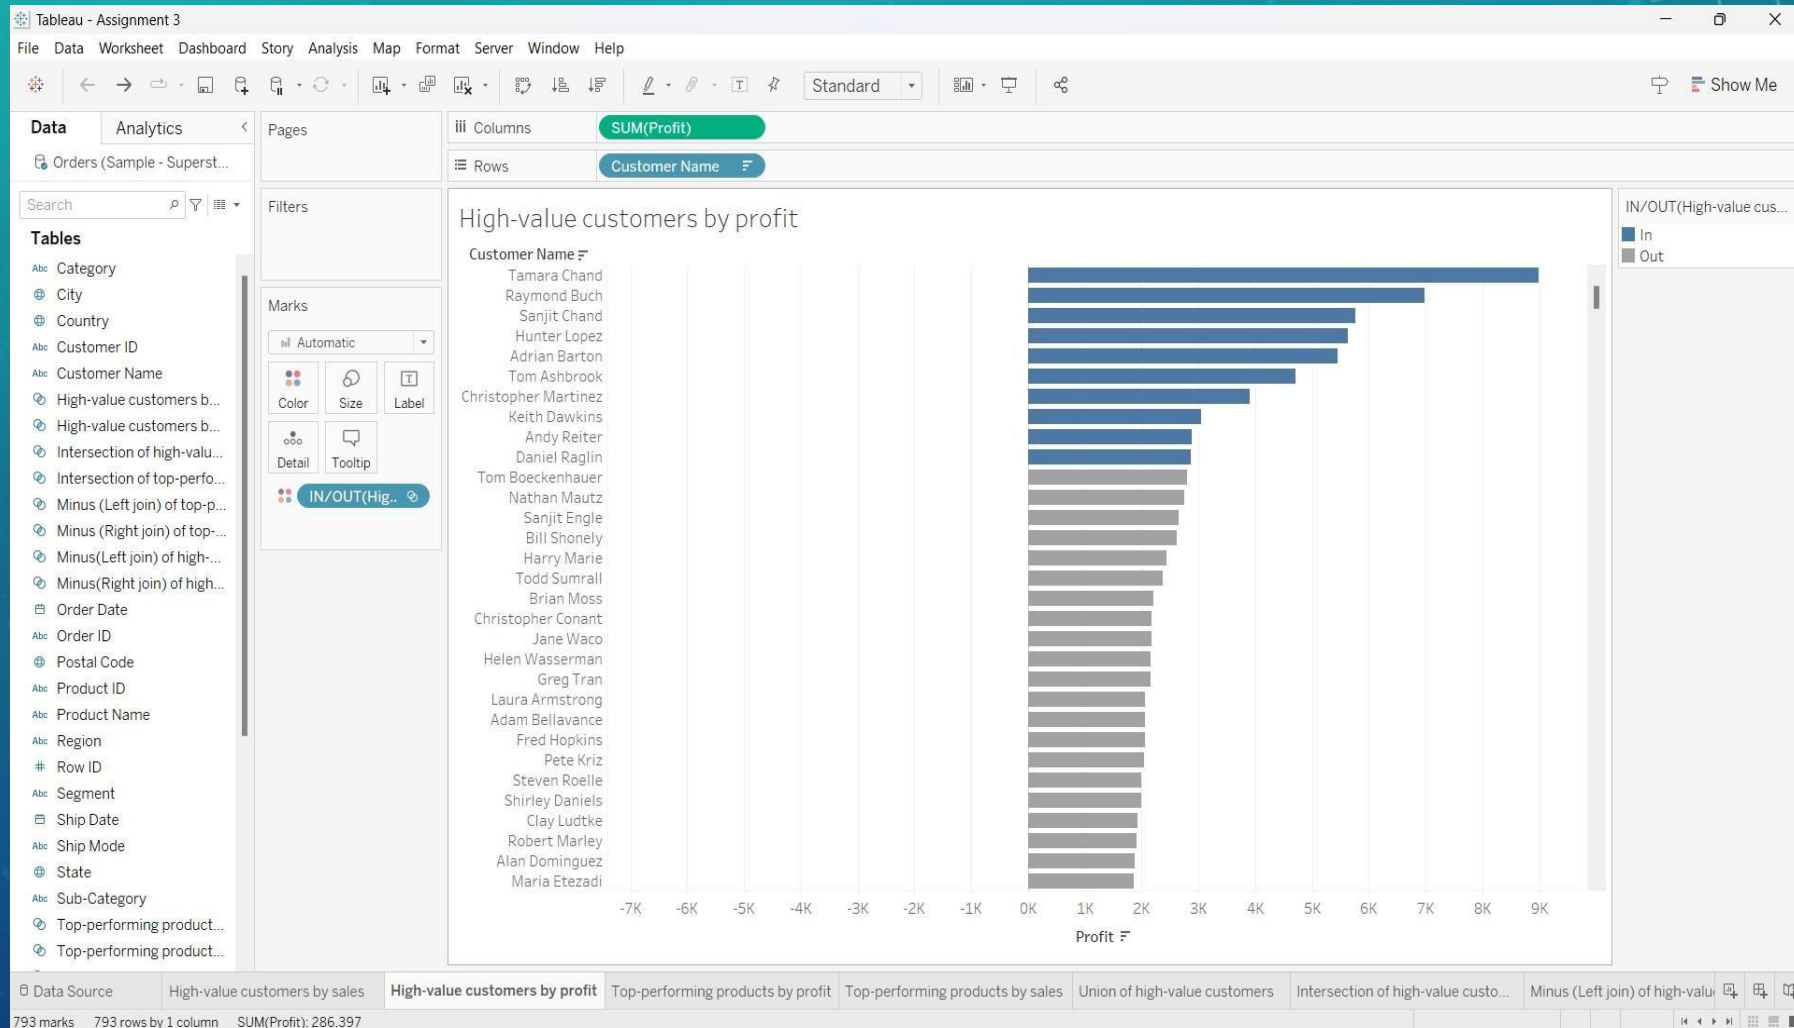 Tableau - Assignment 3
File Data Worksheet Dashboard Story Analysis Map Format Server Window Help
Standard
Show Me
Data Analytics
Orders (Sample - Superst...
Search
Tables
Abc Category
City
Country
Abc Customer ID
Abc Customer Name
High-value customers b...
High-value customers b...
Intersection of high-valu...
Intersection of top-perfo...
Minus (Left join) of top-p...
Minus (Right join) of top-...
Minus(Left join) of high-...
Minus(Right join) of high...
Order Date
Abc Order ID
Postal Code
Abc Product ID
Abc Product Name
Abc Region
# Row ID
Abc Segment
Ship Date
Abc Ship Mode
State
Abc Sub-Category
Top-performing product...
Top-performing product...
Pages
Filters
Marks
Automatic
Color Size Label
Detail Tooltip
IN/OUT(Hig..
Columns SUM(Profit)
Rows Customer Name
High-value customers by profit
Customer Name
Tamara Chand
Raymond Buch
Sanjit Chand
Hunter Lopez
Adrian Barton
Tom Ashbrook
Christopher Martinez
Keith Dawkins
Andy Reiter
Daniel Raglin
Tom Boeckenhauer
Nathan Mautz
Sanjit Engle
Bill Shonely
Harry Marie
Todd Sumrall
Brian Moss
Christopher Conant
Jane Waco
Helen Wasserman
Greg Tran
Laura Armstrong
Adam Bellavance
Fred Hopkins
Pete Kriz
Steven Roelle
Shirley Daniels
Clay Ludtke
Robert Marley
Alan Dominguez
Maria Etezadi
-7K -6K -5K -4K -3K -2K -1K 0K 1K 2K 3K 4K 5K 6K 7K 8K 9K
Profit
IN/OUT(High-value cus...
In
Out
Data Source High-value customers by sales High-value customers by profit Top-performing products by profit Top-performing products by sales Union of high-value customers Intersection of high-value custo... Minus (Left join) of high-valu
793 marks 793 rows by 1 column SUM(Profit): 286,397